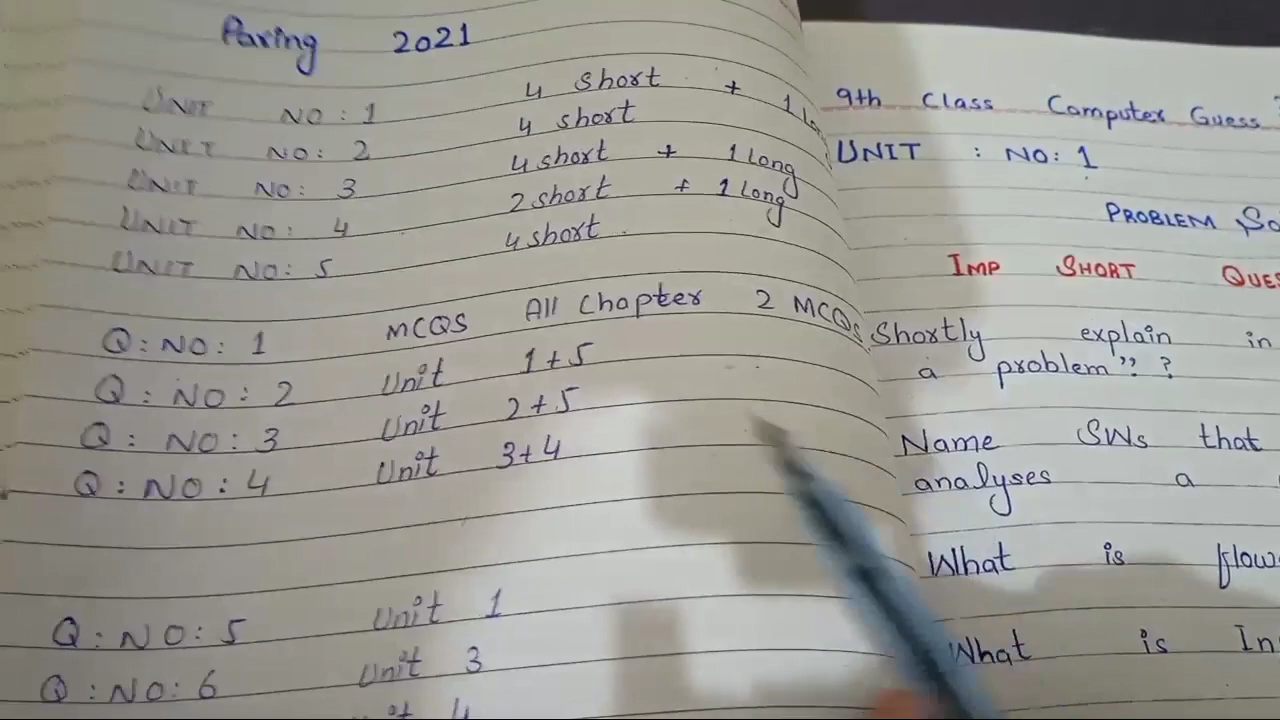 Paring 2021
UNIT NO: 1 4 short + 1
UNIT NO: 2 4 short
UNIT NO: 3 4 short + 1 Long
UNIT NO: 4 2 short + 1 Long
UNIT NO: 5 4 short
Q: NO: 1 MCQS All Chapter 2 MCQS
Q: NO: 2 Unit 1+5
Q: NO: 3 Unit 2+5
Q: NO: 4 Unit 3+4
Q: NO: 5 Unit 1
Q: NO: 6 Unit 3
4
9th Class Computer Guess
UNIT : NO: 1
PROBLEM
IMP SHORT
Shortly explain in
a problem”? ?
Name SWs that
analyses a
What is
What is